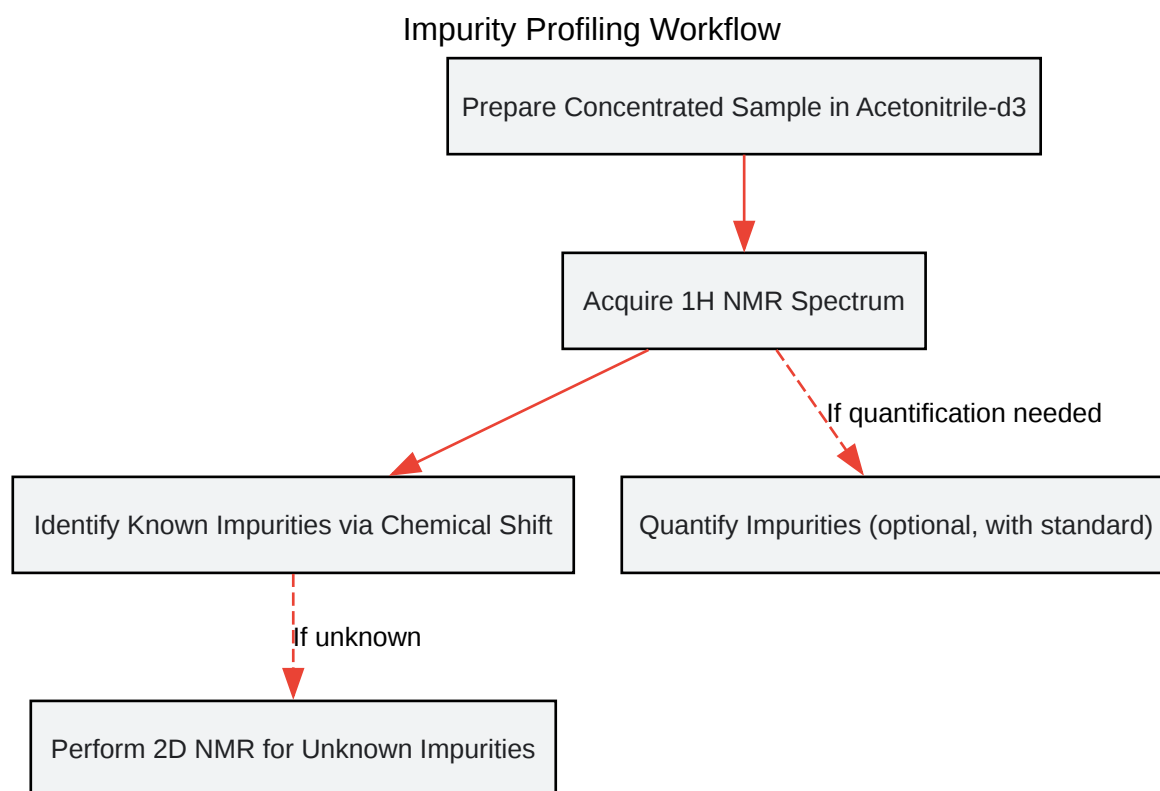 Impurity Profiling Workflow
Prepare Concentrated Sample in Acetonitrile-d3
Acquire 1H NMR Spectrum
If quantification needed
Identify Known Impurities via Chemical Shift
Quantify Impurities (optional, with standard)
If unknown
Perform 2D NMR for Unknown Impurities